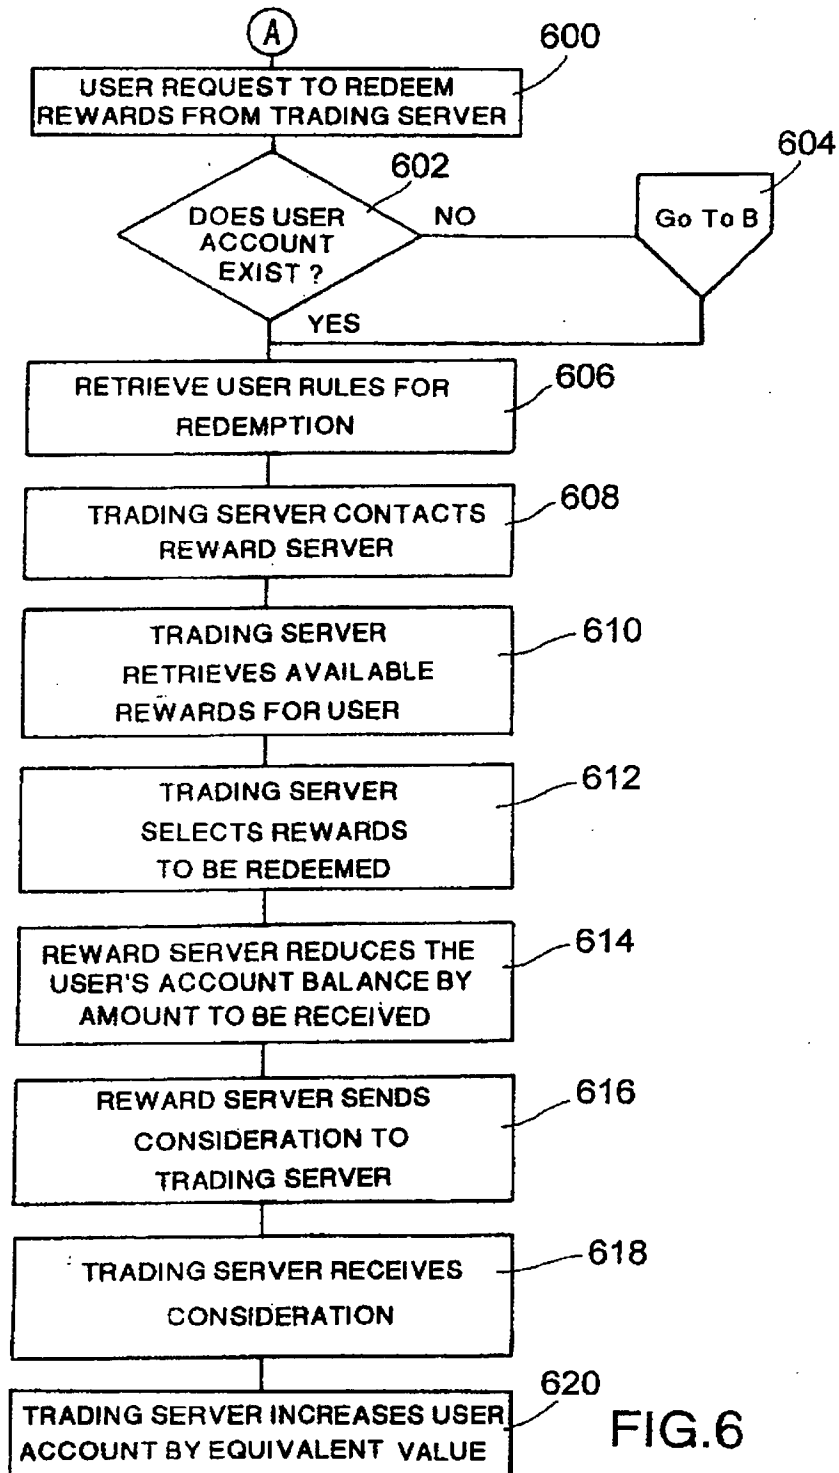 A
600
USER REQUEST TO REDEEM
REWARDS FROM TRADING SERVER
602
604
DOES USER
ACCOUNT
EXIST ?
NO
Go To B
YES
RETRIEVE USER RULES FOR
REDEMPTION
606
TRADING SERVER CONTACTS
REWARD SERVER
608
TRADING SERVER
RETRIEVES AVAILABLE
REWARDS FOR USER
610
TRADING SERVER
SELECTS REWARDS
TO BE REDEEMED
612
REWARD SERVER REDUCES THE
USER'S ACCOUNT BALANCE BY
AMOUNT TO BE RECEIVED
614
REWARD SERVER SENDS
CONSIDERATION TO
TRADING SERVER
616
TRADING SERVER RECEIVES
CONSIDERATION
618
TRADING SERVER INCREASES USER
ACCOUNT BY EQUIVALENT VALUE
620
FIG.6